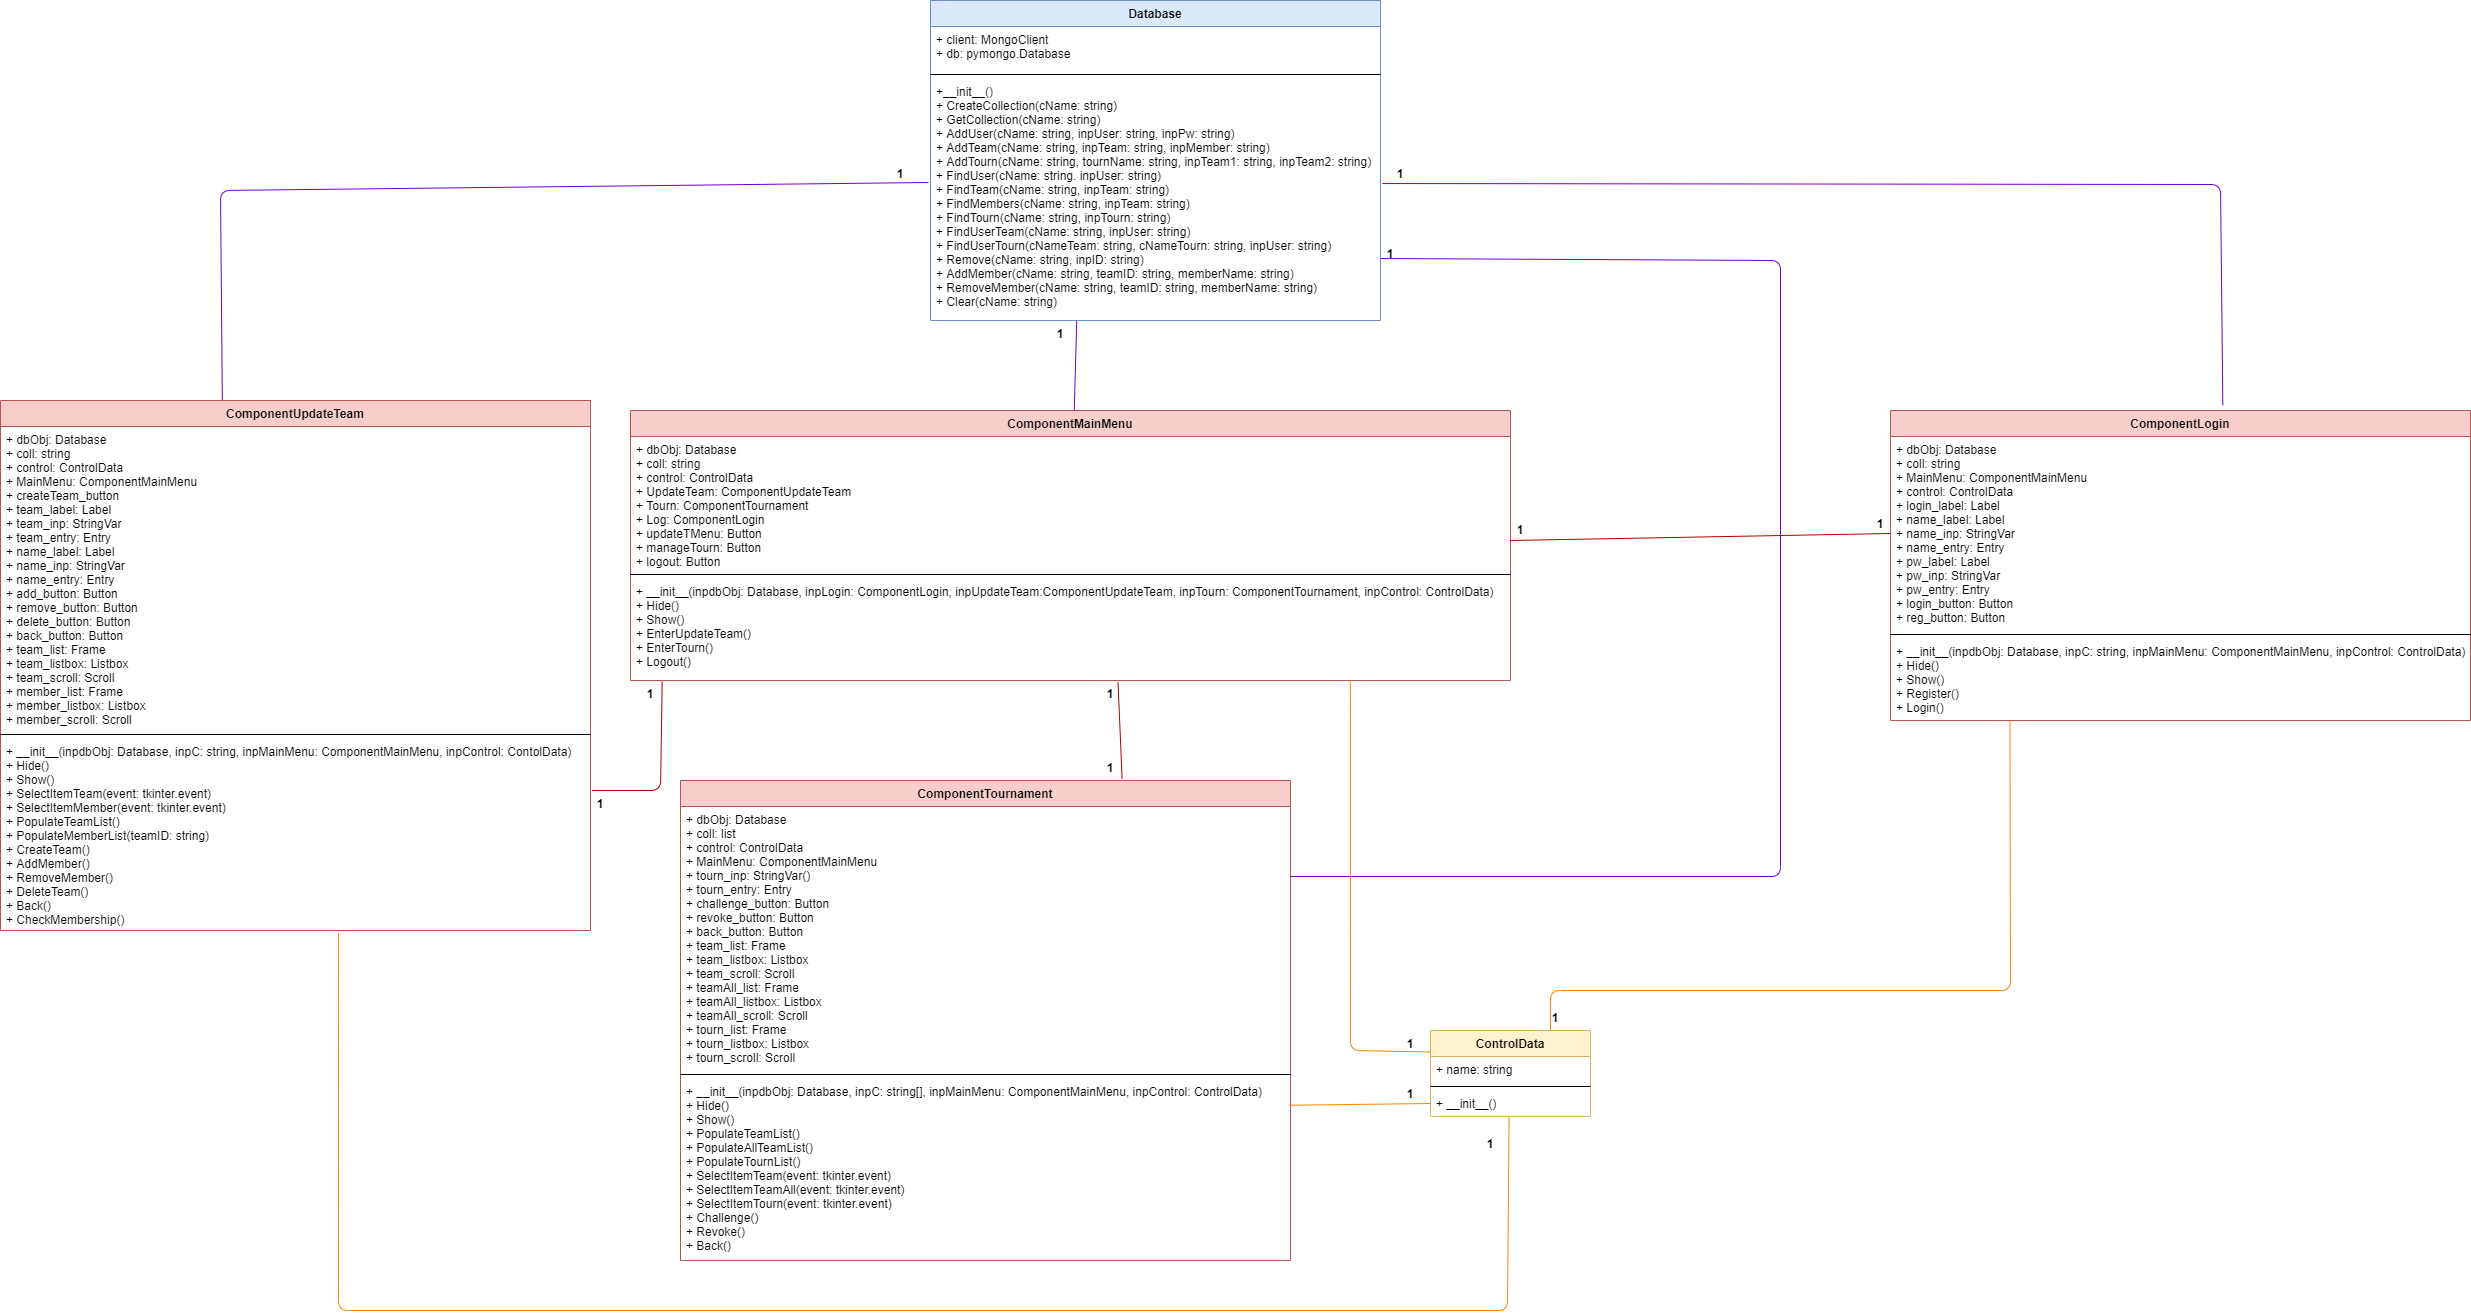 Database
+ client: MongoClient
+ db: pymongo.Database
+__init__()
+ CreateCollection(cName: string)
+ GetCollection(cName: string)
+ AddUser(cName: string, inpUser: string, inpPw: string)
+ AddTeam(cName: string, inpTeam: string, inpMember: string)
+ AddTourn(cName: string, tournName: string, inpTeam1: string, inpTeam2: string)
+ FindUser(cName: string. inpUser: string)
+ FindTeam(cName: string, inpTeam: string)
+ FindMembers(cName: string, inpTeam: string)
+ FindTourn(cName: string, inpTourn: string)
+ FindUserTeam(cName: string, inpUser: string)
+ FindUserTourn(cNameTeam: string, cNameTourn: string, inpUser: string)
+ Remove(cName: string, inpID: string)
+ AddMember(cName: string, teamID: string, memberName: string)
+ RemoveMember(cName: string, teamID: string, memberName: string)
+ Clear(cName: string)
1
1
1
1
ComponentUpdateTeam
+ dbObj: Database
+ coll: string
+ control: ControlData
+ MainMenu: ComponentMainMenu
+ createTeam_button
+ team_label: Label
+ team_inp: StringVar
+ team_entry: Entry
+ name_label: Label
+ name_inp: StringVar
+ name_entry: Entry
+ add_button: Button
+ remove_button: Button
+ delete_button: Button
+ back_button: Button
+ team_list: Frame
+ team_listbox: Listbox
+ team_scroll: Scroll
+ member_list: Frame
+ member_listbox: Listbox
+ member_scroll: Scroll
+ __init__(inpdbObj: Database, inpC: string, inpMainMenu: ComponentMainMenu, inpControl: ContolData)
+ Hide()
+ Show()
+ SelectItemTeam(event: tkinter.event)
+ SelectItemMember(event: tkinter.event)
+ PopulateTeamList()
+ PopulateMemberList(teamID: string)
+ CreateTeam()
+ AddMember()
+ RemoveMember()
+ DeleteTeam()
+ Back()
+ CheckMembership()
ComponentMainMenu
+ dbObj: Database
+ coll: string
+ control: ControlData
+ UpdateTeam: ComponentUpdateTeam
+ Tourn: ComponentTournament
+ Log: ComponentLogin
+ updateTMenu: Button
+ manageTourn: Button
+ logout: Button
+ __init__(inpdbObj: Database, inpLogin: ComponentLogin, inpUpdateTeam:ComponentUpdateTeam, inpTourn: ComponentTournament, inpControl: ControlData)
+ Hide()
+ Show()
+ EnterUpdateTeam()
+ EnterTourn()
+ Logout()
1
1
ComponentLogin
+ dbObj: Database
+ coll: string
+ MainMenu: ComponentMainMenu
+ control: ControlData
+ login_label: Label
+ name_label: Label
+ name_inp: StringVar
+ name_entry: Entry
+ pw_label: Label
+ pw_inp: StringVar
+ pw_entry: Entry
+ login_button: Button
+ reg_button: Button
+ __init__(inpdbObj: Database, inpC: string, inpMainMenu: ComponentMainMenu, inpControl: ControlData)
+ Hide()
+ Show()
+ Register()
+ Login()
1
1
1
1
ComponentTournament
+ dbObj: Database
+ coll: list
+ control: ControlData
+ MainMenu: ComponentMainMenu
+ tourn_inp: StringVar()
+ tourn_entry: Entry
+ challenge_button: Button
+ revoke_button: Button
+ back_button: Button
+ team_list: Frame
+ team_listbox: Listbox
+ team_scroll: Scroll
+ teamAll_list: Frame
+ teamAll_listbox: Listbox
+ teamAll_scroll: Scroll
+ tourn_list: Frame
+ tourn_listbox: Listbox
+ tourn_scroll: Scroll
+ __init__(inpdbObj: Database, inpC: string[], inpMainMenu: ComponentMainMenu, inpControl: ControlData)
+ Hide()
+ Show()
+ PopulateTeamList()
+ PopulateAllTeamList()
+ PopulateTournList()
+ SelectItemTeam(event: tkinter.event)
+ SelectItemTeamAll(event: tkinter.event)
+ SelectItemTourn(event: tkinter.event)
+ Challenge()
+ Revoke()
+ Back()
1
1
1
1
ControlData
+ name: string
+ __init__()